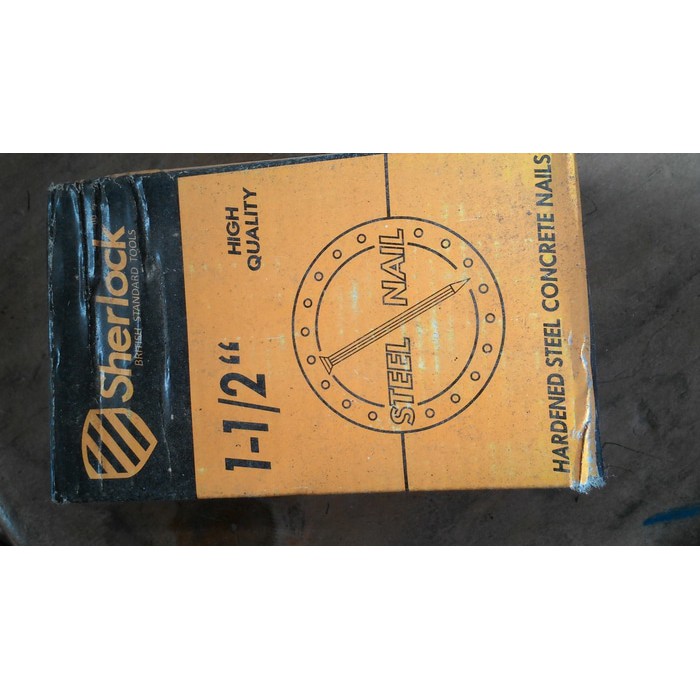 Sherlock
BRITISH STANDARD TOOLS
HIGH
QUALITY
1-1/2“
STEEL NAIL
HARDENED STEEL CONCRETE NAILS